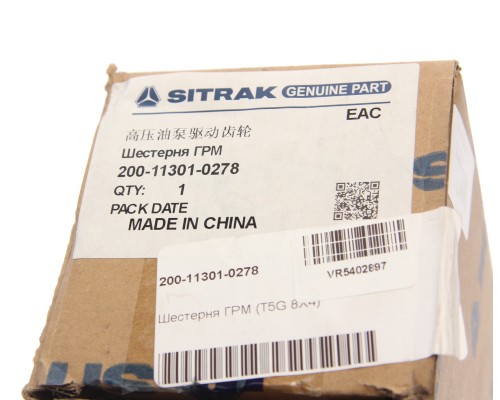 SITRAK GENUINE PART
EAC
高压油泵驱动齿轮
Шестерня ГРМ
200-11301-0278
QTY: 1
PACK DATE
MADE IN CHINA
VR5402897
200-11301-0278
Шестерня ГРМ (T5G 8X4)